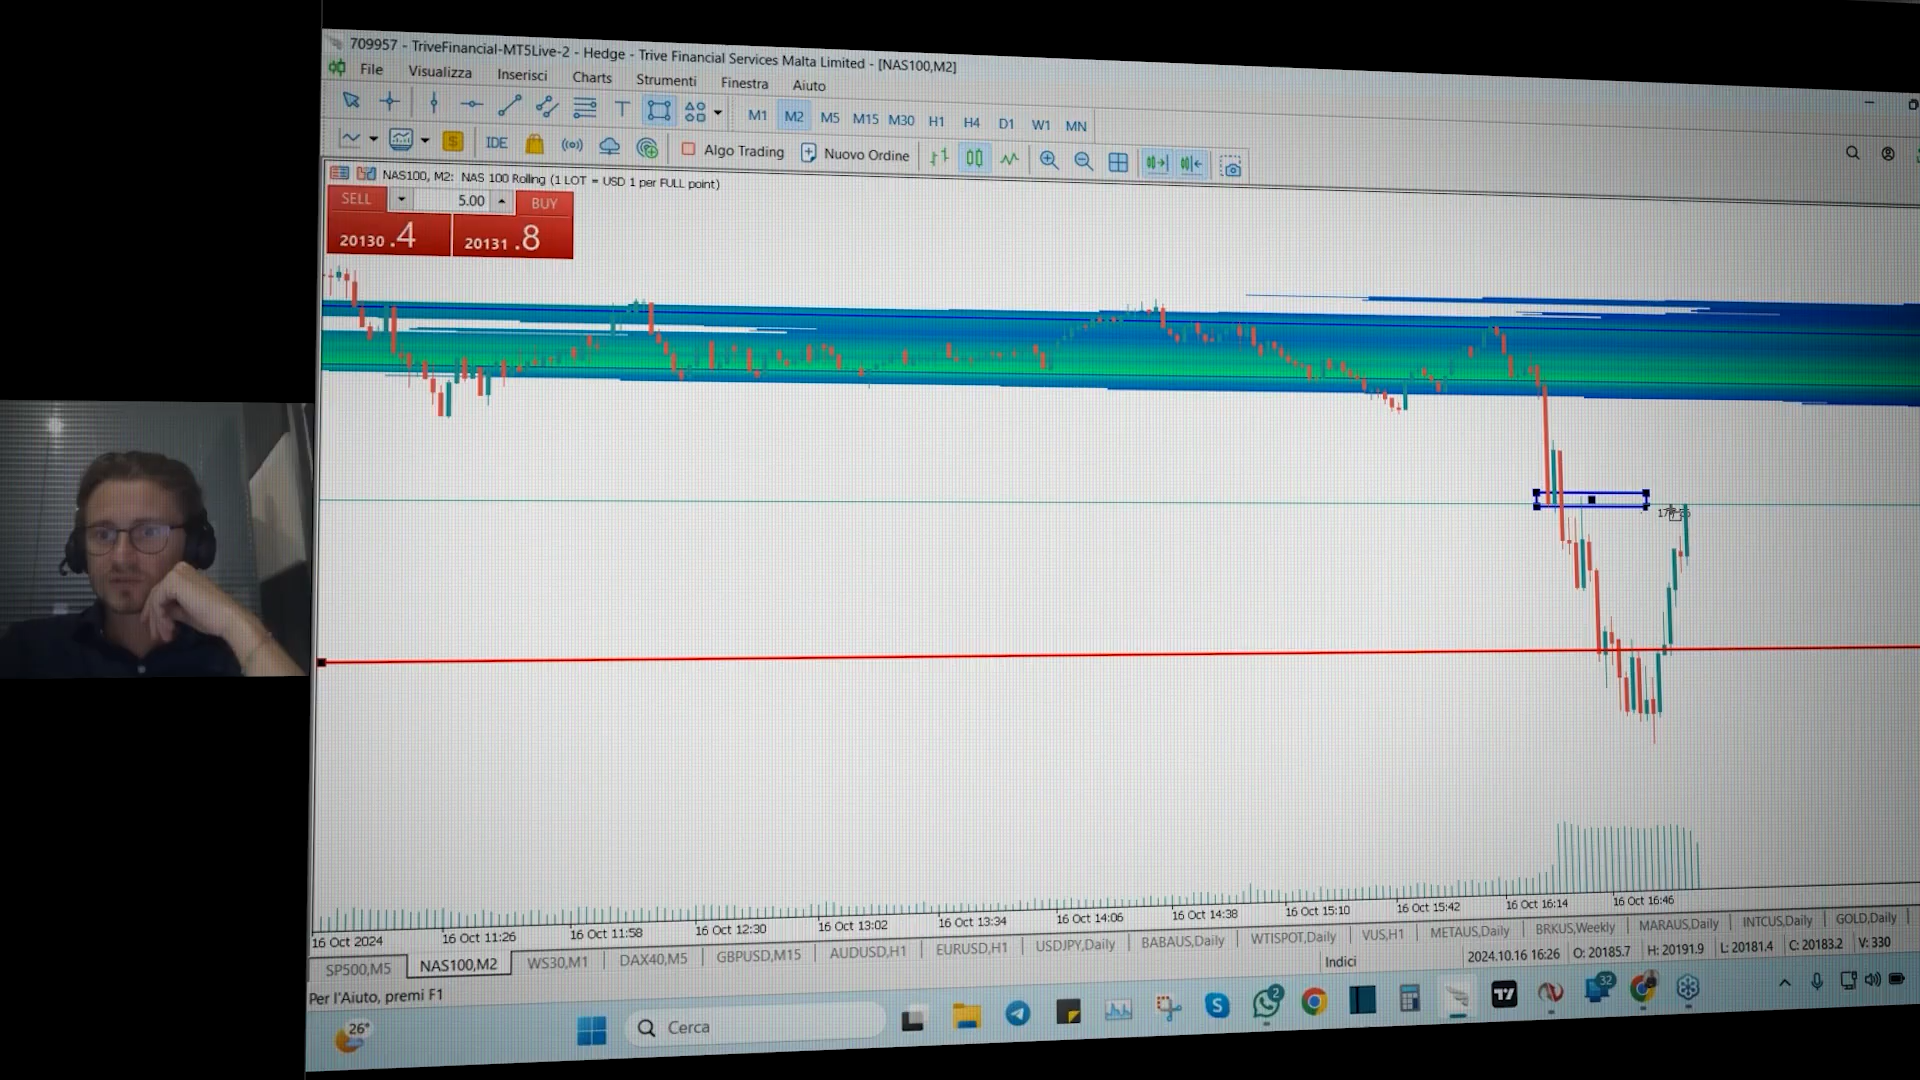 709957 - TriveFinancial-MT5Live-2 - Hedge - Trive Financial Services Malta Limited - [NAS100,M2]
File Visualizza Inserisci Charts Strumenti Finestra Aiuto
T M1 M2 M5 M15 M30 H1 H4 D1 W1 MN
IDE Algo Trading Nuovo Ordine
NAS100, M2: NAS 100 Rolling (1 LOT = USD 1 per FULL point)
SELL 5.00 BUY
20130.4 20131.8
16 Oct 2024 16 Oct 11:26 16 Oct 11:58 16 Oct 12:30 16 Oct 13:02 16 Oct 13:34 16 Oct 14:06 16 Oct 14:38 16 Oct 15:10 16 Oct 15:42 16 Oct 16:14 16 Oct 16:46
SP500,M5 NAS100,M2 WS30,M1 DAX40,M5 GBPUSD,M15 AUDUSD,H1 EURUSD,H1 USDJPY,Daily BABAUS,Daily WTISPOT,Daily VUS,H1 METAUS,Daily BRKUS,Weekly MARAUS,Daily INTCUS,Daily GOLD,Daily
Per l'Aiuto, premi F1 Indici 2024.10.16 16:26 O: 20185.7 H: 20191.9 L: 20181.4 C: 20183.2 V: 330
26° Cerca 2 32